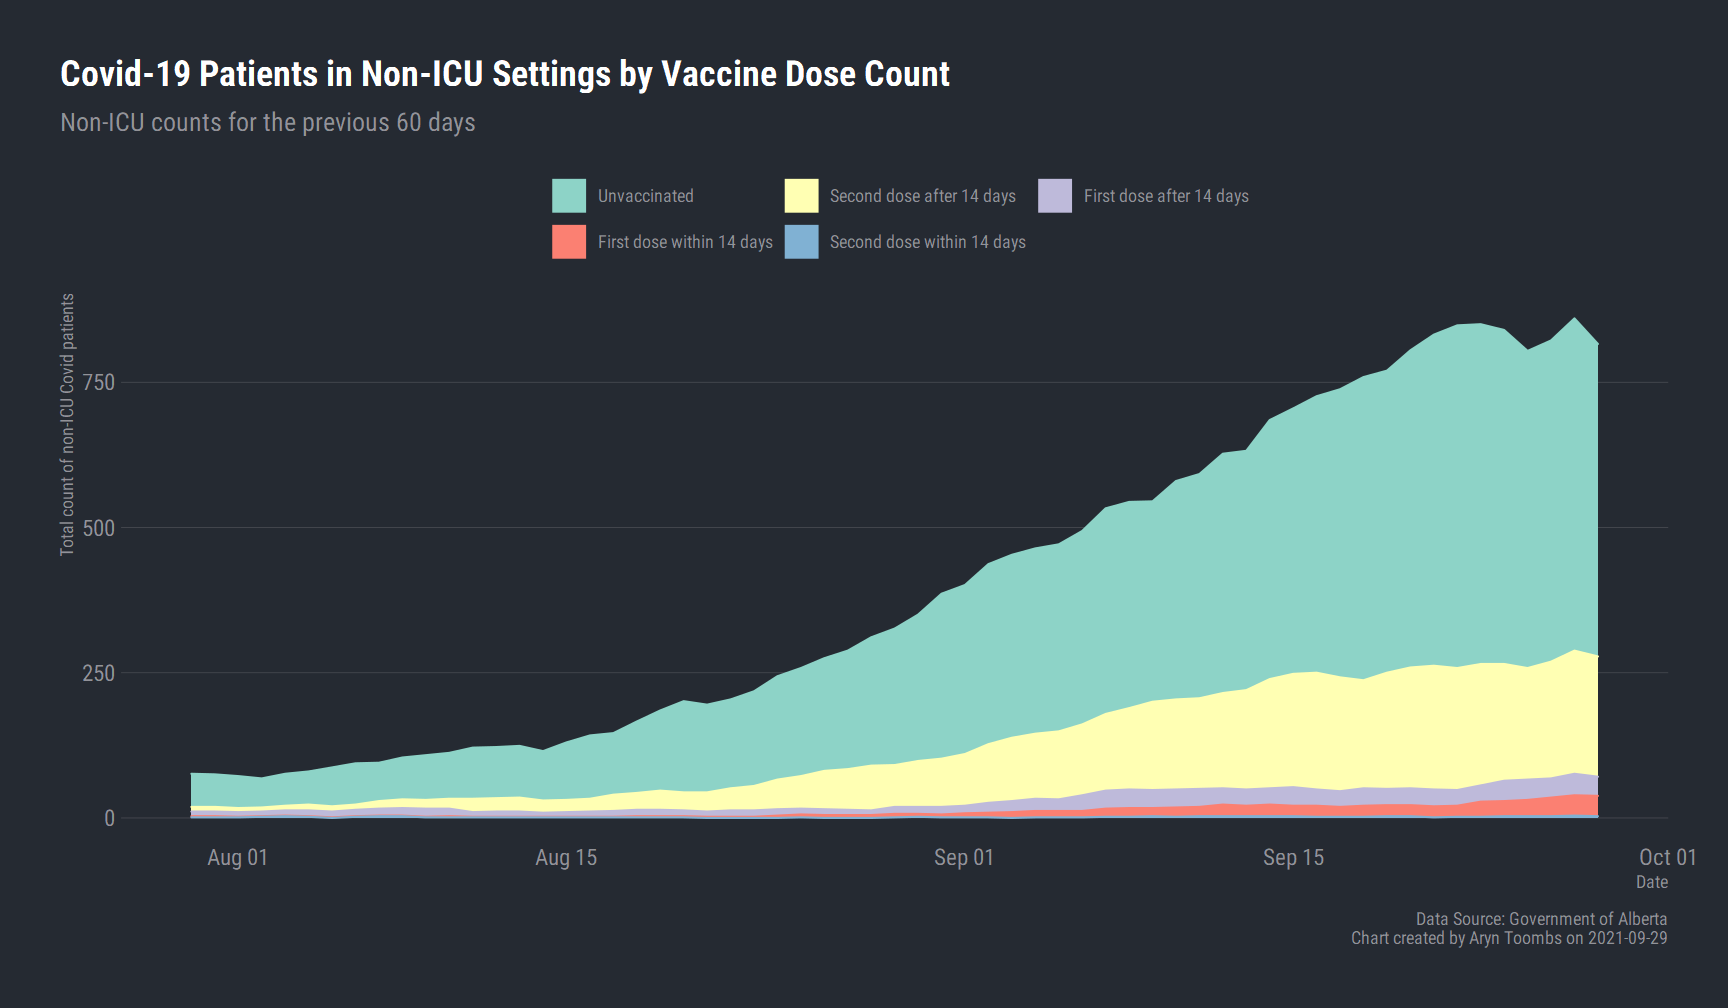 Covid-19 Patients in Non-ICU Settings by Vaccine Dose Count
Non-ICU counts for the previous 60 days
Unvaccinated
Second dose after 14 days
First dose after 14 days
First dose within 14 days
Second dose within 14 days
Total count of non-ICU Covid patients
750
500
250
0
Aug 01
Aug 15
Sep 01
Sep 15
Oct 01
Date
Data Source: Government of Alberta
Chart created by Aryn Toombs on 2021-09-29